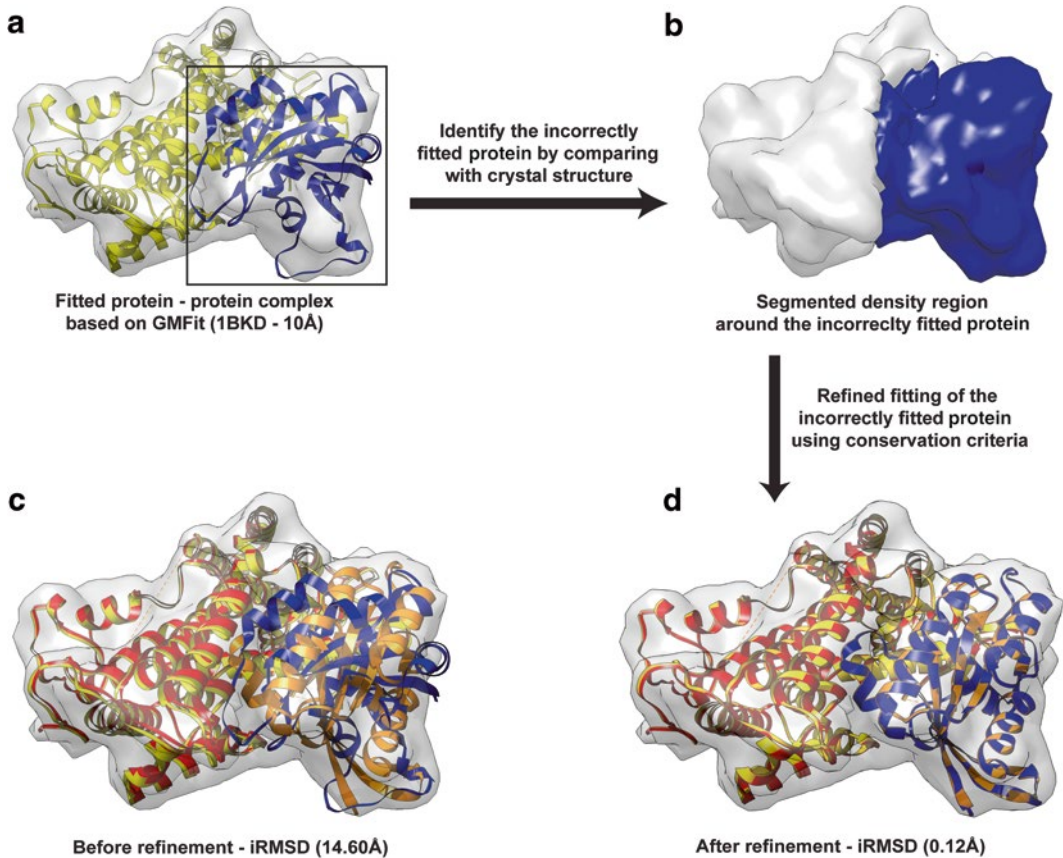 a
Identify the incorrectly
fitted protein by comparing
with crystal structure
b
Fitted protein - protein complex
based on GMFit (1BKD - 10Å)
Segmented density region
around the incorreclty fitted protein
Refined fitting of the
incorrectly fitted protein
using conservation criteria
c
d
Before refinement - iRMSD (14.60Å)
After refinement - iRMSD (0.12Å)